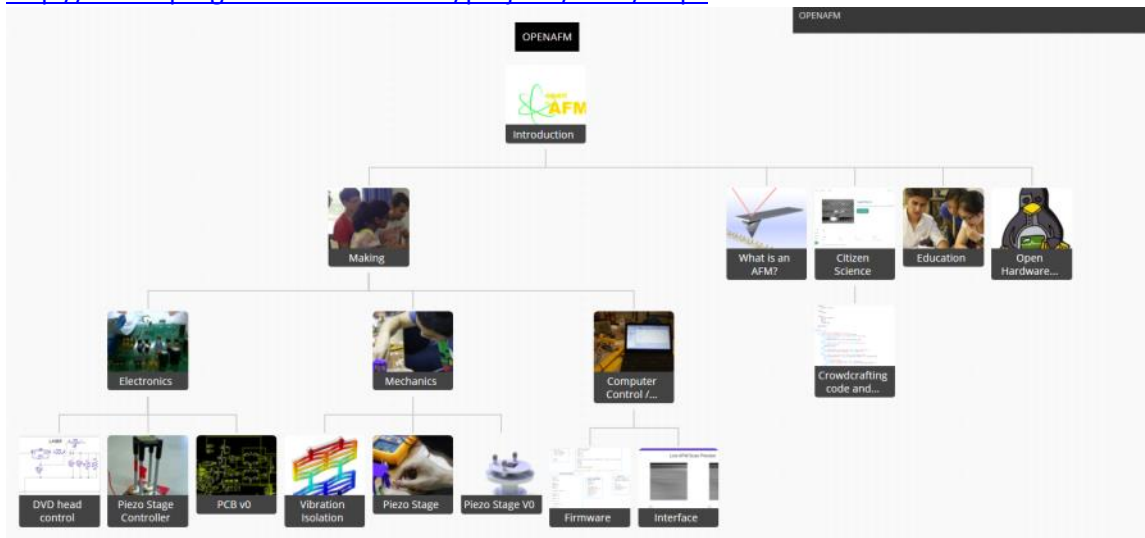 OPENAFM
OPENAFM
AFM
Introduction
Making
What is an
AFM?
Citizen
Science
Education
Open
Hardware...
Electronics
Mechanics
Computer
Control /...
Crowdcrafting
code and...
DVD head
control
Piezo Stage
Controller
PCB v0
Vibration
Isolation
Piezo Stage
Piezo Stage V0
Firmware
Interface